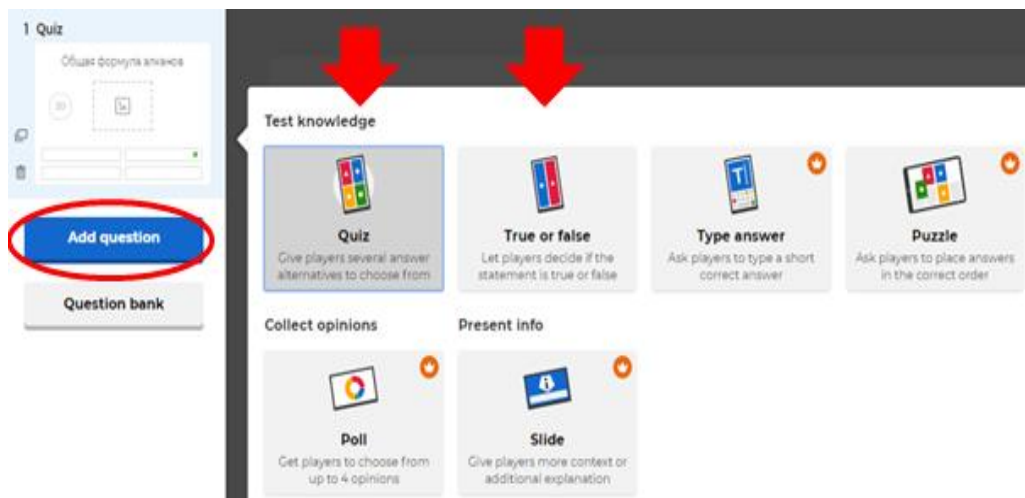 1 Quiz
Общая формула алканов
Add question
Question bank
Test knowledge
Quiz
Give players several answer
alternatives to choose from
True or false
Let players decide if the
statement is true or false
Type answer
Ask players to type a short
correct answer
Puzzle
Ask players to place answers
in the correct order
Collect opinions
Present info
Poll
Get players to choose from
up to 4 opinions
Slide
Give players more context or
additional explanation